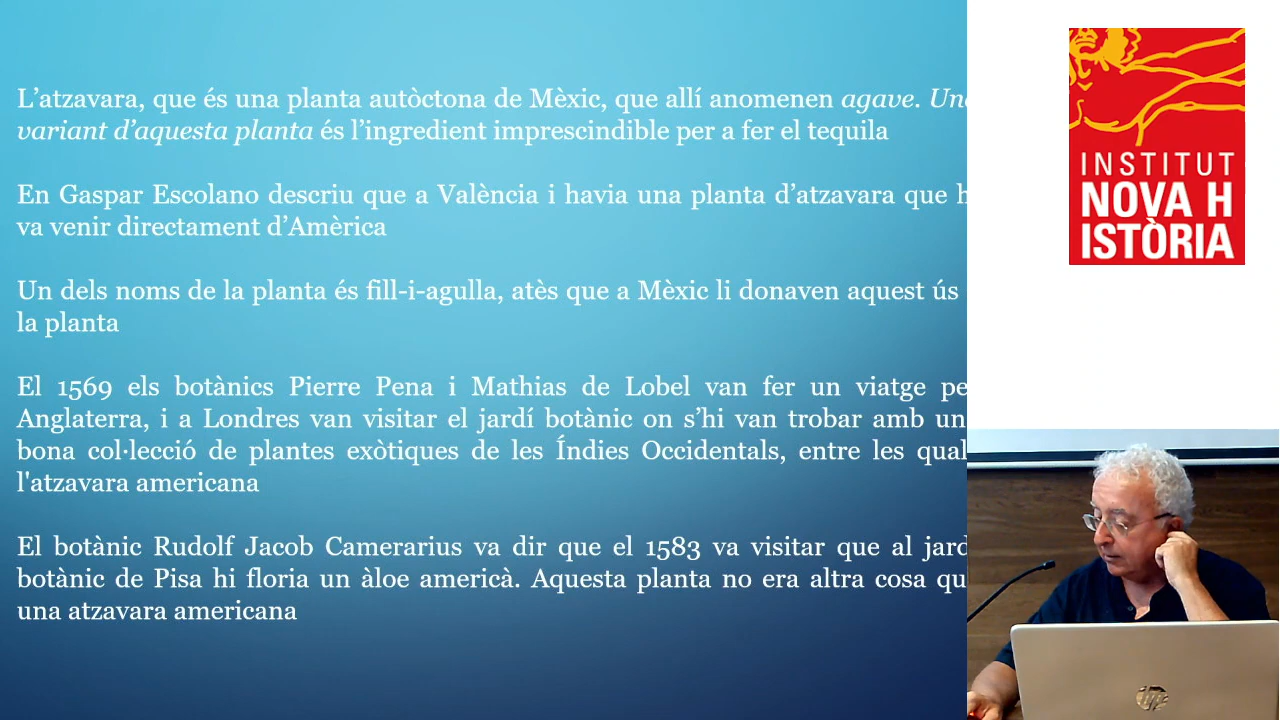 L’atzavara, que és una planta autòctona de Mèxic, que allí anomenen agave. Una
variant d’aquesta planta és l’ingredient imprescindible per a fer el tequila
En Gaspar Escolano descriu que a València i havia una planta d’atzavara que h
va venir directament d’Amèrica
Un dels noms de la planta és fill-i-agulla, atès que a Mèxic li donaven aquest ús
la planta
El 1569 els botànics Pierre Pena i Mathias de Lobel van fer un viatge pe
Anglaterra, i a Londres van visitar el jardí botànic on s’hi van trobar amb un
bona col·lecció de plantes exòtiques de les Índies Occidentals, entre les qual
l'atzavara americana
El botànic Rudolf Jacob Camerarius va dir que el 1583 va visitar que al jard
botànic de Pisa hi floria un àloe americà. Aquesta planta no era altra cosa qu
una atzavara americana
INSTITUT
NOVA H
ISTÒRIA
hp